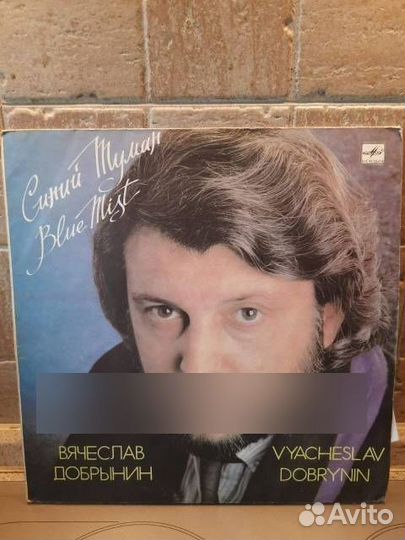 Синий Туман
Blue Mist
ВЯЧЕСЛАВ
ДОБРЫНИН
VYACHESLAV
DOBRYNIN
Avito